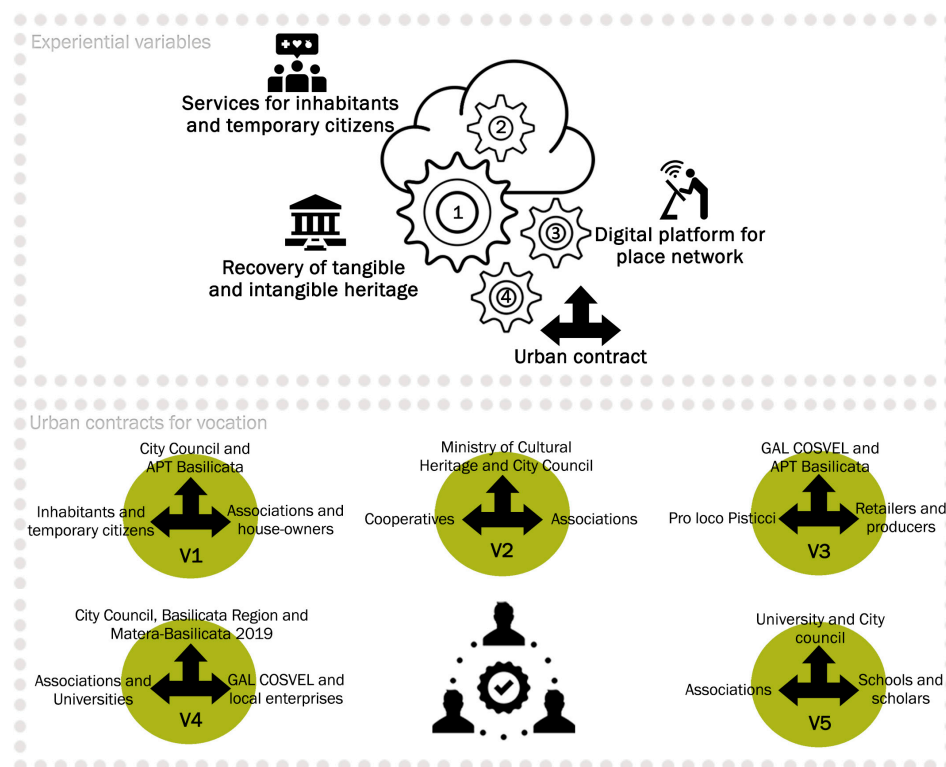 Experiential variables
Services for inhabitants
and temporary citizens
2
1
3
Digital platform for
place network
Recovery of tangible
and intangible heritage
4
Urban contract
Urban contracts for vocation
City Council and
APT Basilicata
Inhabitants and
temporary citizens
Associations and
house-owners
V1
Ministry of Cultural
Heritage and City Council
Cooperatives
Associations
V2
GAL COSVEL and
APT Basilicata
Pro loco Pisticci
Retailers and
producers
V3
City Council, Basilicata Region and
Matera-Basilicata 2019
Associations and
Universities
GAL COSVEL and
local enterprises
V4
University and City
council
Associations
Schools and
scholars
V5